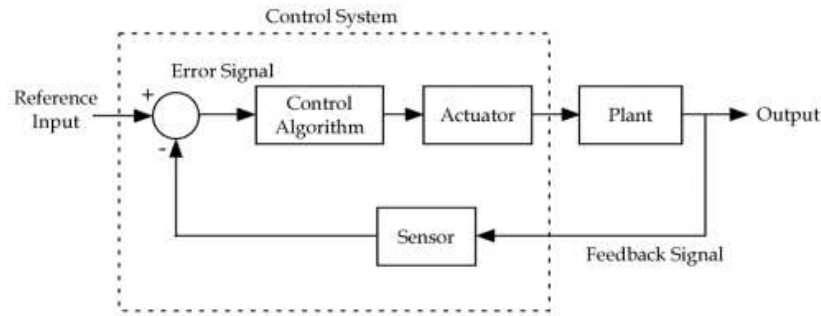 Control System
Error Signal
Reference
Input
+
-
Control
Algorithm
Actuator
Plant
Output
Sensor
Feedback Signal